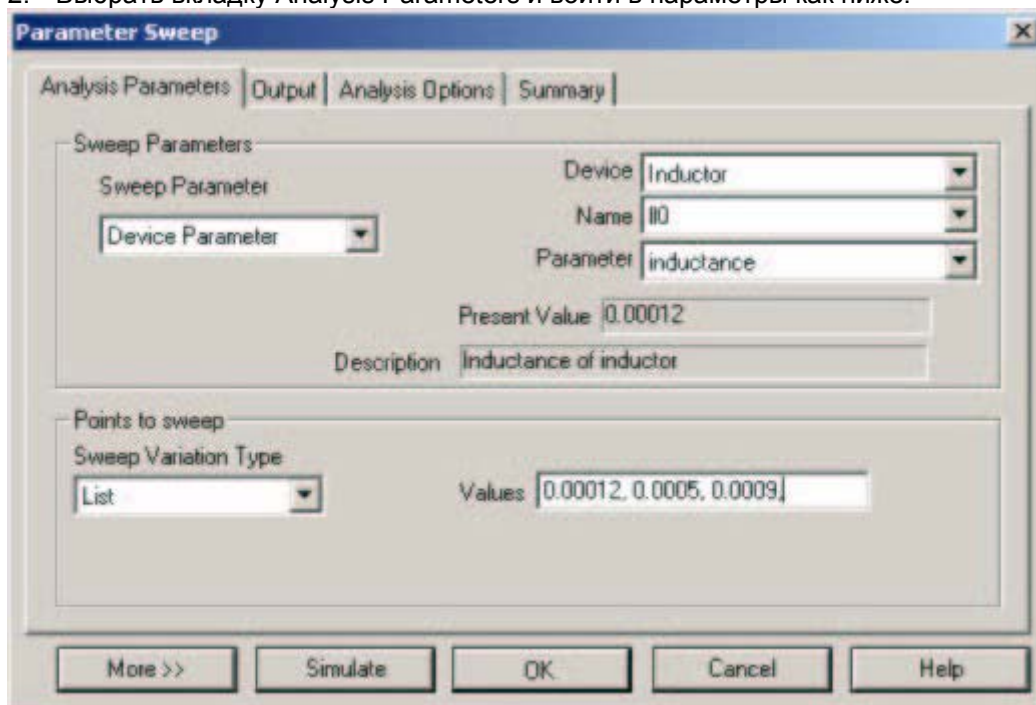 2. Выбрать вкладку Analysis Parameters и войти в параметры как ниже:
Parameter Sweep
Analysis Parameters Output Analysis Options Summary
Sweep Parameters
Sweep Parameter
Device Parameter
Device Inductor
Name ll0
Parameter inductance
Present Value 0.00012
Description Inductance of inductor
Points to sweep
Sweep Variation Type
List
Values 0.00012, 0.0005, 0.0009,
More >> Simulate OK Cancel Help